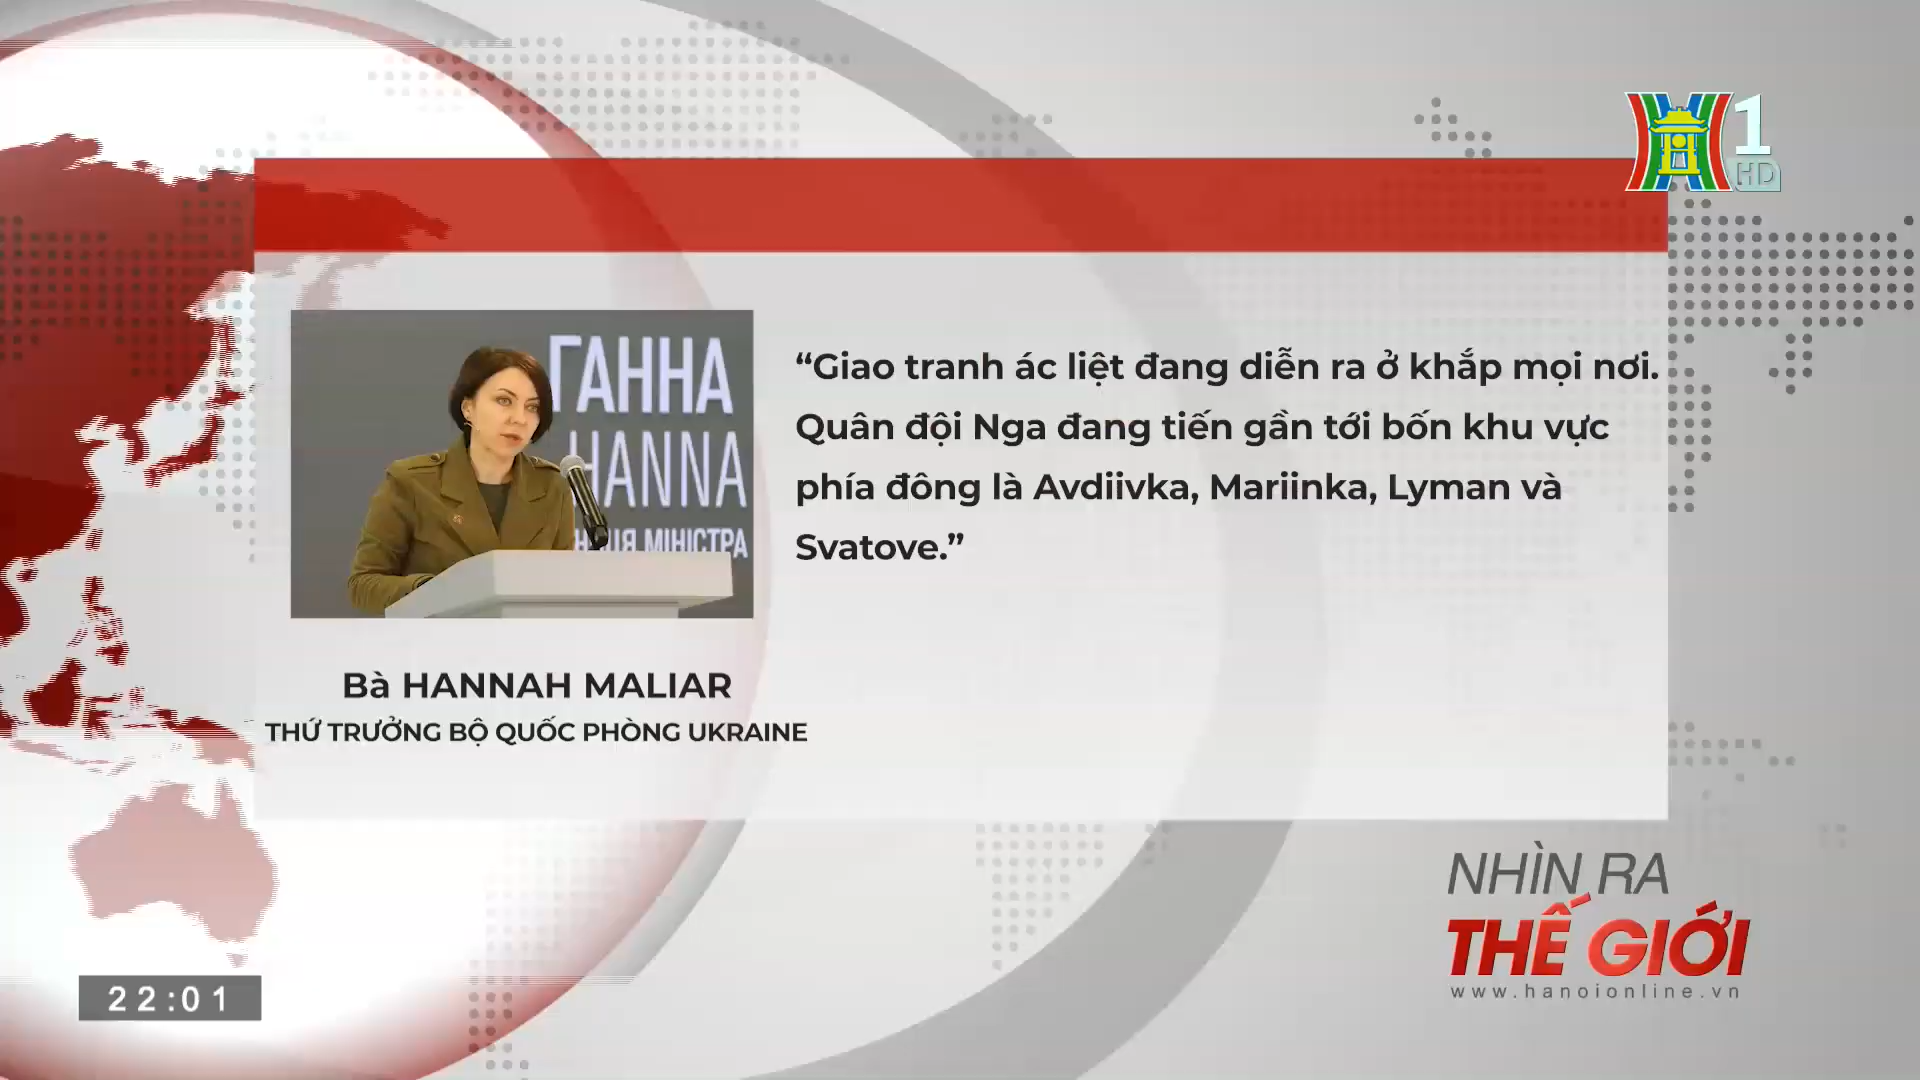 1
HD
ГАННА
HANNA
МІНІСТРА
“Giao tranh ác liệt đang diễn ra ở khắp mọi nơi.
Quân đội Nga đang tiến gần tới bốn khu vực
phía đông là Avdiivka, Mariinka, Lyman và
Svatove.”
Bà HANNAH MALIAR
THỨ TRƯỞNG BỘ QUỐC PHÒNG UKRAINE
NHÌN RA
THẾ GIỚI
www.hanoionline.vn
22:01